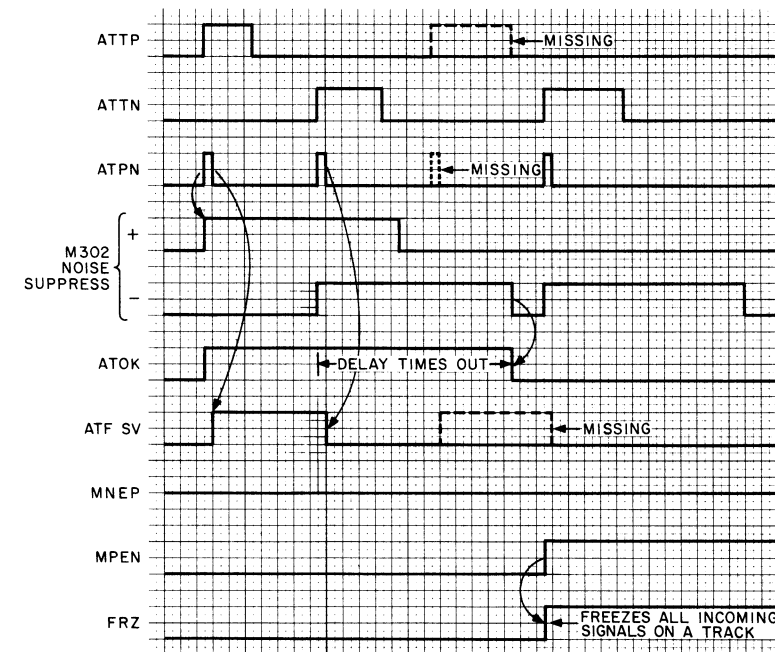 ATTP
MISSING
ATTN
ATPN
MISSING
+
M302
NOISE
SUPPRESS
−
ATOK
DELAY TIMES OUT
ATF SV
MISSING
MNEP
MPEN
FRZ
FREEZES ALL INCOMING
SIGNALS ON A TRACK